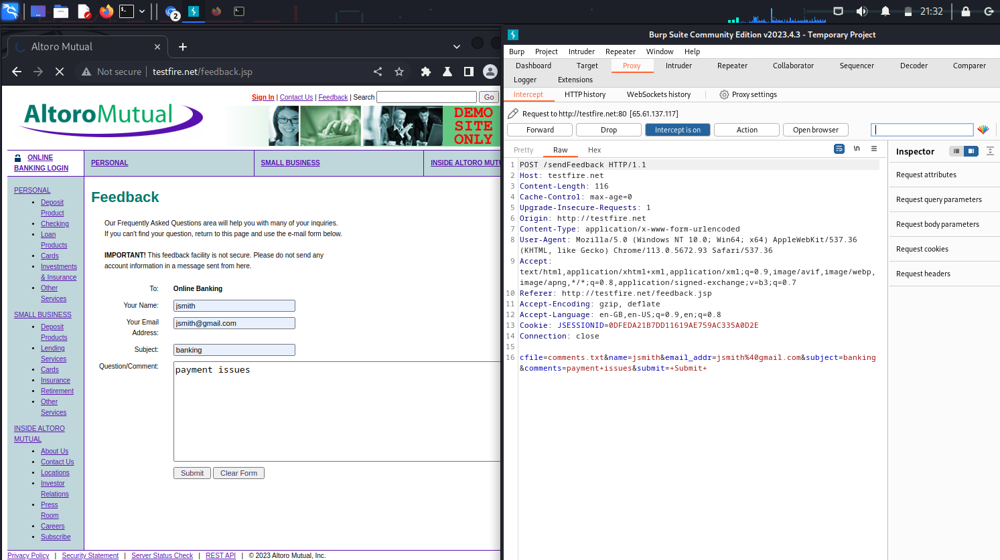 2
21:32
Altoro Mutual
Not secure
testfire.net/feedback.jsp
Sign In | Contact Us | Feedback | Search
Go
AltoroMutual
DEMO
SITE
ONLY
ONLINE
BANKING LOGIN
PERSONAL
SMALL BUSINESS
INSIDE ALTORO MUTU
PERSONAL
Deposit
Product
Checking
Loan
Products
Cards
Investments
& Insurance
Other
Services
SMALL BUSINESS
Deposit
Products
Lending
Services
Cards
Insurance
Retirement
Other
Services
INSIDE ALTORO
MUTUAL
About Us
Contact Us
Locations
Investor
Relations
Press
Room
Careers
Subscribe
Feedback
Our Frequently Asked Questions area will help you with many of your inquiries.
If you can't find your question, return to this page and use the e-mail form below.
IMPORTANT! This feedback facility is not secure. Please do not send any
account information in a message sent from here.
To: Online Banking
Your Name: jsmith
Your Email
Address: jsmith@gmail.com
Subject: banking
Question/Comment: payment issues
Submit Clear Form
Privacy Policy | Security Statement | Server Status Check | REST API | © 2023 Altoro Mutual, Inc.
Burp Suite Community Edition v2023.4.3 - Temporary Project
Burp Project Intruder Repeater Window Help
Dashboard Target Proxy Intruder Repeater Collaborator Sequencer Decoder Comparer
Logger Extensions
Intercept HTTP history WebSockets history Proxy settings
Request to http://testfire.net:80 [65.61.137.117]
Forward Drop Intercept is on Action Open browser
Pretty Raw Hex \n
1 POST /sendFeedback HTTP/1.1
2 Host: testfire.net
3 Content-Length: 116
4 Cache-Control: max-age=0
5 Upgrade-Insecure-Requests: 1
6 Origin: http://testfire.net
7 Content-Type: application/x-www-form-urlencoded
8 User-Agent: Mozilla/5.0 (Windows NT 10.0; Win64; x64) AppleWebKit/537.36
(KHTML, like Gecko) Chrome/113.0.5672.93 Safari/537.36
9 Accept:
text/html,application/xhtml+xml,application/xml;q=0.9,image/avif,image/webp,
image/apng,*/*;q=0.8,application/signed-exchange;v=b3;q=0.7
10 Referer: http://testfire.net/feedback.jsp
11 Accept-Encoding: gzip, deflate
12 Accept-Language: en-GB,en-US;q=0.9,en;q=0.8
13 Cookie: JSESSIONID=0DFEDA21B7DD11619AE759AC335A0D2E
14 Connection: close
15
16 cfile=comments.txt&name=jsmith&email_addr=jsmith%40gmail.com&subject=banking
&comments=payment+issues&submit=+Submit+
Inspector
Request attributes
Request query parameters
Request body parameters
Request cookies
Request headers